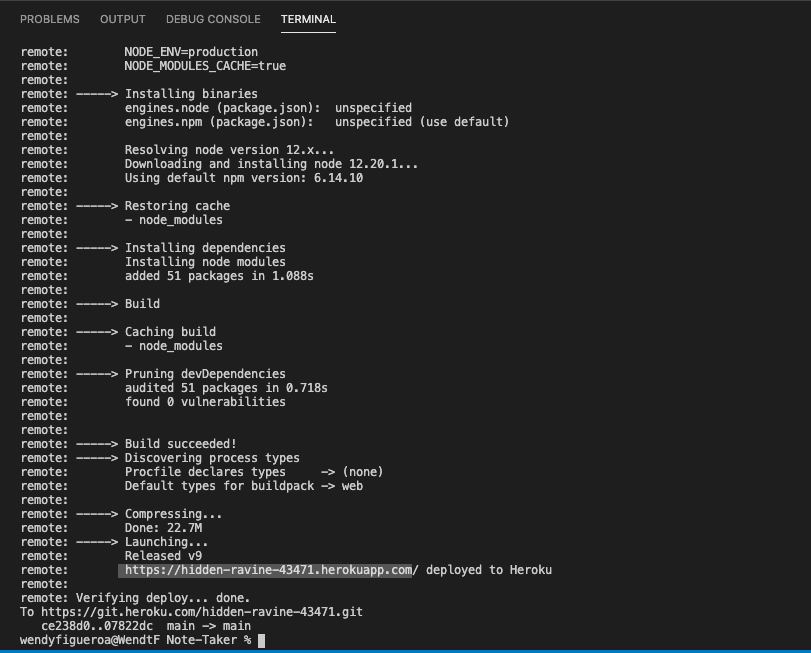 PROBLEMS OUTPUT DEBUG CONSOLE TERMINAL
remote:        NODE_ENV=production
remote:        NODE_MODULES_CACHE=true
remote:
remote: -----> Installing binaries
remote:        engines.node (package.json):  unspecified
remote:        engines.npm (package.json):   unspecified (use default)
remote:
remote:        Resolving node version 12.x...
remote:        Downloading and installing node 12.20.1...
remote:        Using default npm version: 6.14.10
remote:
remote: -----> Restoring cache
remote:        - node_modules
remote:
remote: -----> Installing dependencies
remote:        Installing node modules
remote:        added 51 packages in 1.088s
remote:
remote: -----> Build
remote:
remote: -----> Caching build
remote:        - node_modules
remote:
remote: -----> Pruning devDependencies
remote:        audited 51 packages in 0.718s
remote:        found 0 vulnerabilities
remote:
remote:
remote: -----> Build succeeded!
remote: -----> Discovering process types
remote:        Procfile declares types     -> (none)
remote:        Default types for buildpack -> web
remote:
remote: -----> Compressing...
remote:        Done: 22.7M
remote: -----> Launching...
remote:        Released v9
remote:        https://hidden-ravine-43471.herokuapp.com/ deployed to Heroku
remote:
remote: Verifying deploy... done.
To https://git.heroku.com/hidden-ravine-43471.git
   ce238d0..07822dc  main -> main
wendyfigueroa@WendtF Note-Taker %